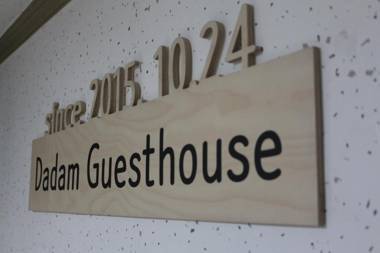 since. 2015. 10. 24
Dadam Guesthouse